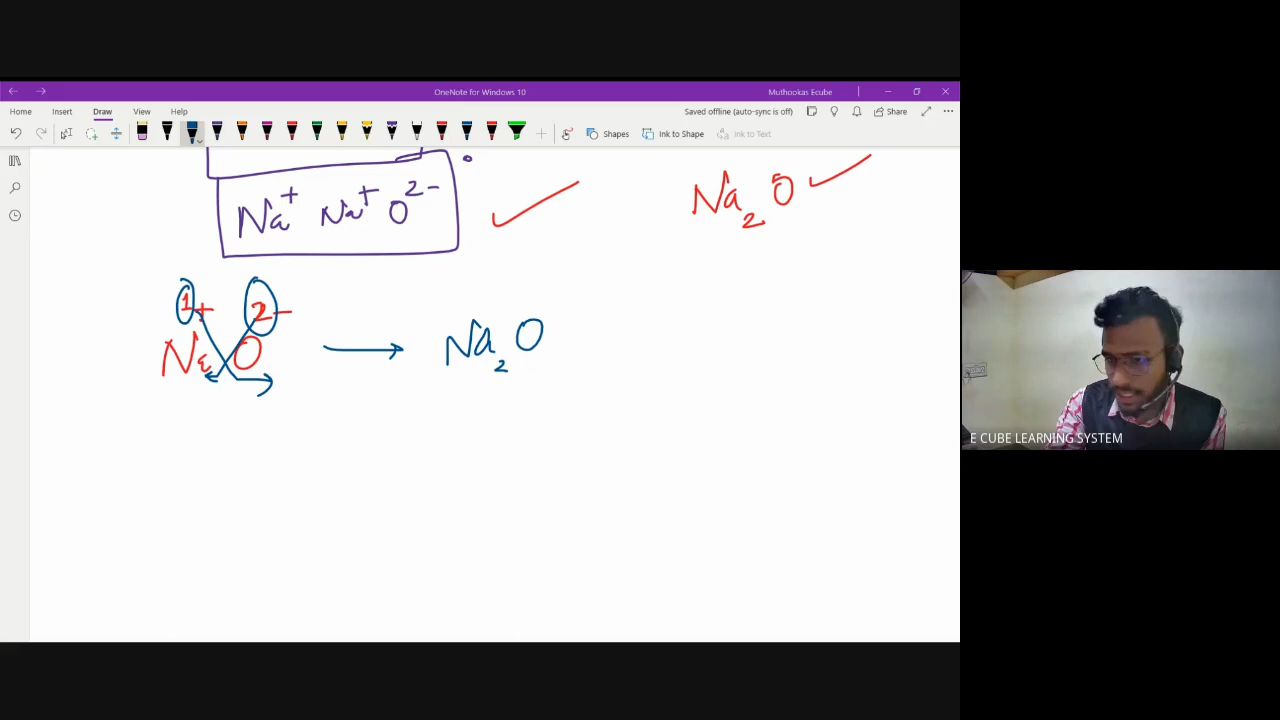 OneNote for Windows 10
Muthookas Ecube
Home Insert Draw View Help
Saved offline (auto-sync is off)
Share
Shapes
Ink to Shape
Ink to Text
Na+ Na+ O2-
Na2O
1+ 2-
Na O
Na2O
E CUBE LEARNING SYSTEM